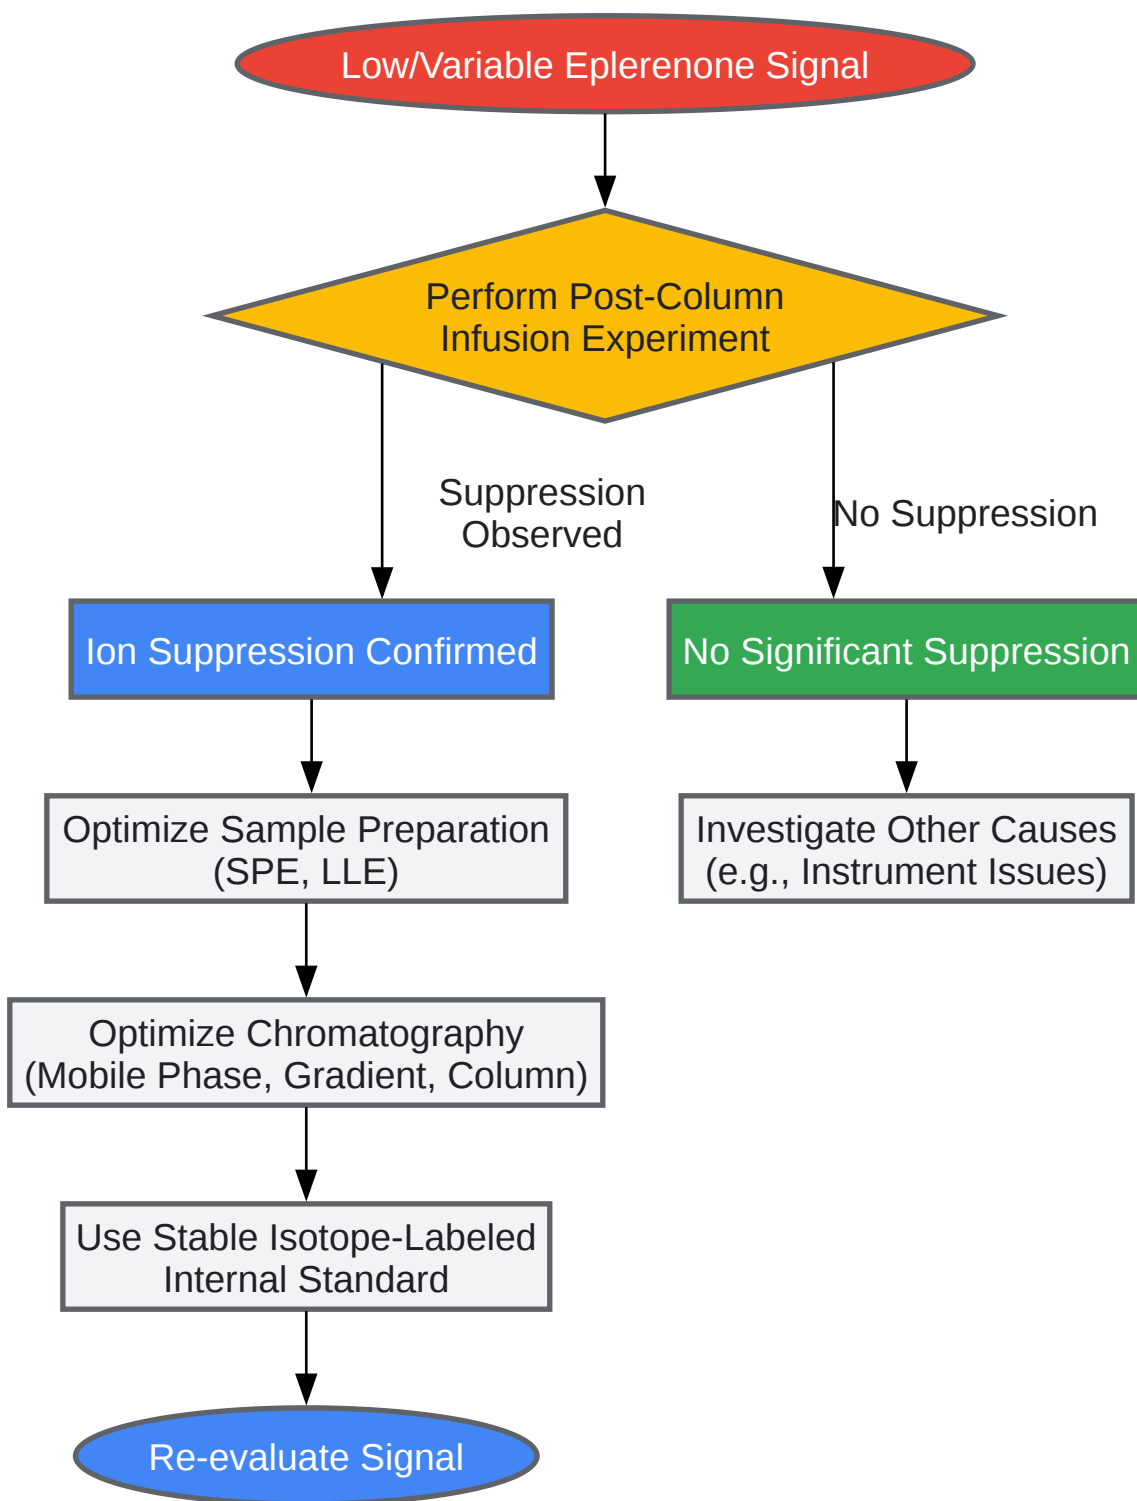 Low/Variable Eplerenone Signal
Perform Post-Column
Infusion Experiment
Suppression
Observed
No Suppression
Ion Suppression Confirmed
No Significant Suppression
Optimize Sample Preparation
(SPE, LLE)
Investigate Other Causes
(e.g., Instrument Issues)
Optimize Chromatography
(Mobile Phase, Gradient, Column)
Use Stable Isotope-Labeled
Internal Standard
Re-evaluate Signal